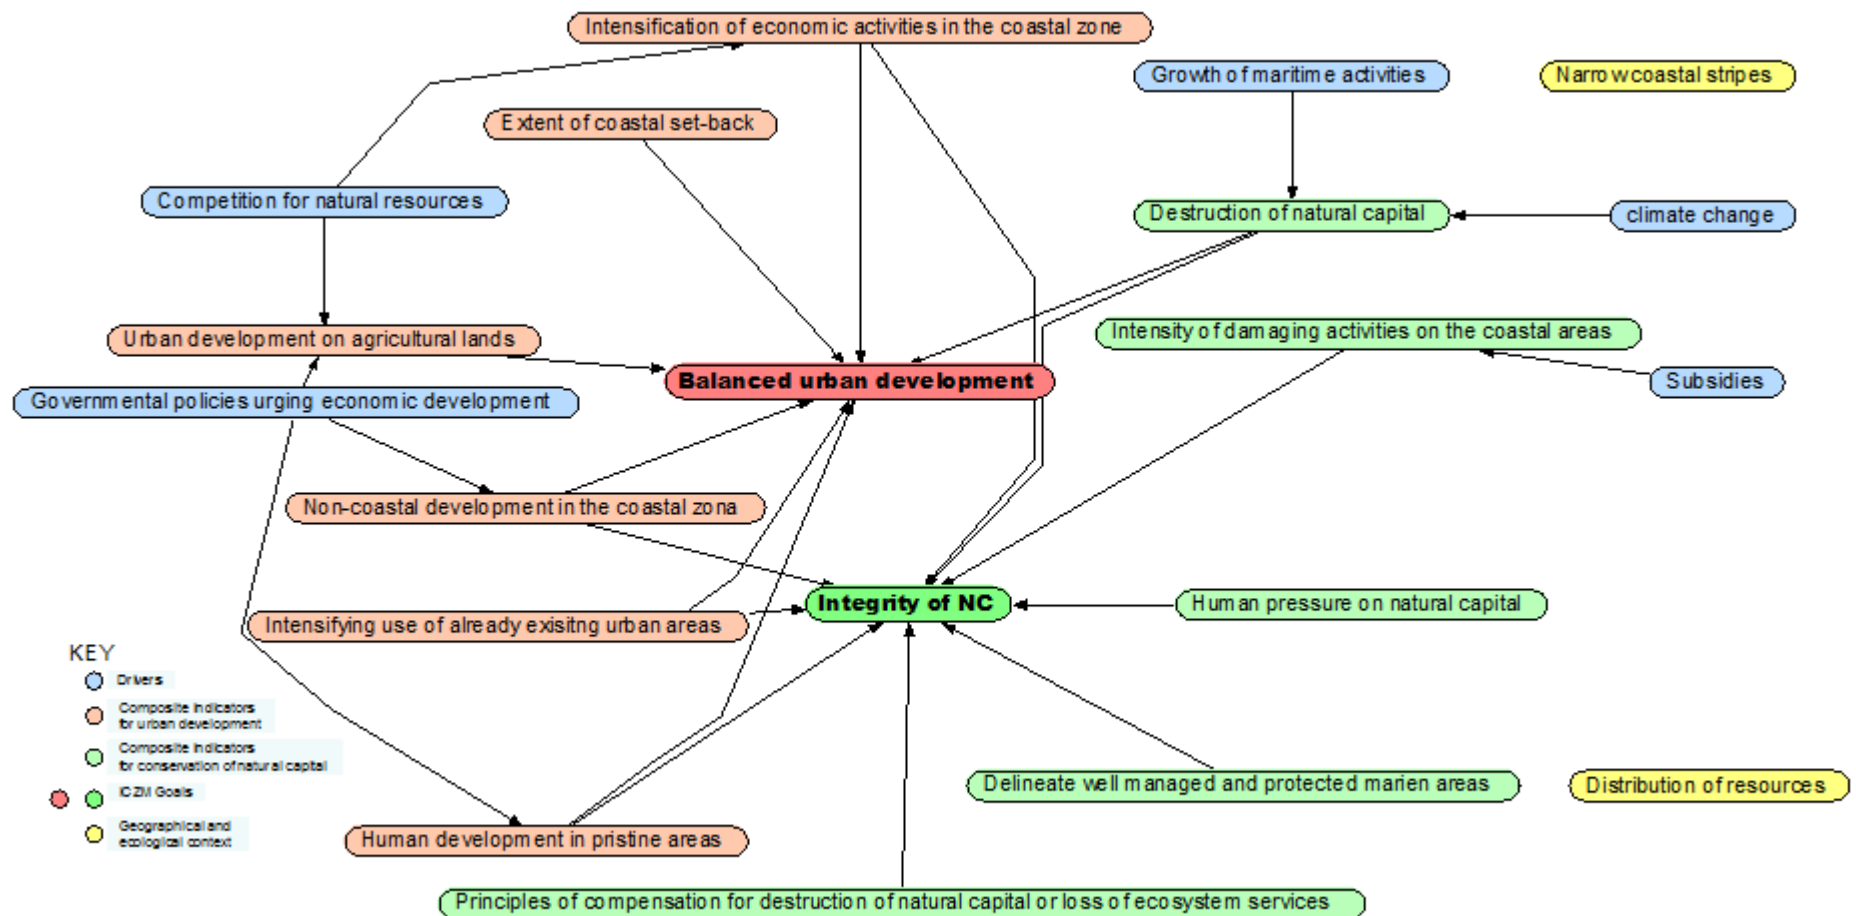 Intensification of economic activities in the coastal zone
Growth of maritime activities
Narrow coastal stripes
Extent of coastal set-back
Competition for natural resources
Destruction of natural capital
climate change
Urban development on agricultural lands
Intensity of damaging activities on the coastal areas
Balanced urban development
Subsidies
Governmental policies urging economic development
Non-coastal development in the coastal zona
Integrity of NC
Human pressure on natural capital
Intensifying use of already exisitng urban areas
KEY
Drivers
Composite indicators
for urban development
Composite indicators
for conservation of natural capital
ICZM Goals
Geographical and
ecological context
Delineate well managed and protected marien areas
Distribution of resources
Human development in pristine areas
Principles of compensation for destruction of natural capital or loss of ecosystem services